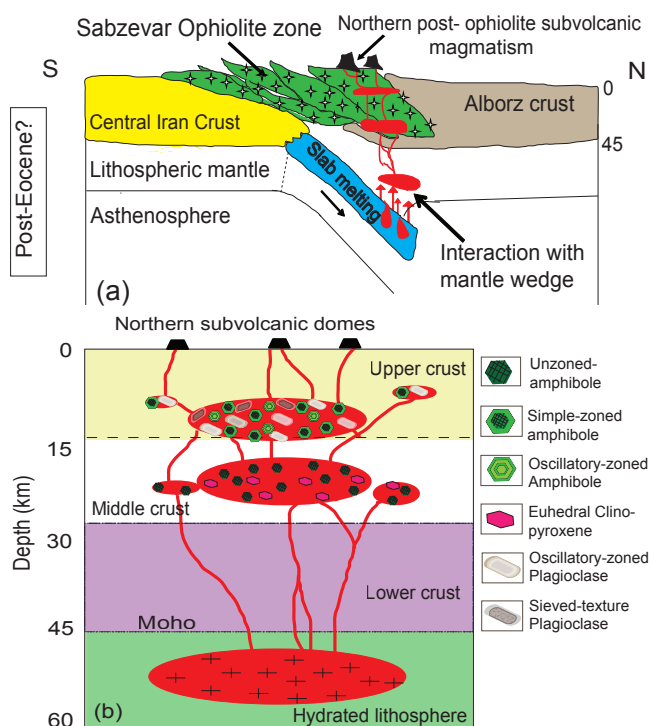 Sabzevar Ophiolite zone
Northern post- ophiolite subvolcanic
magmatism
S
N
Post-Eocene?
Central Iran Crust
Alborz crust
0
45
Lithospheric mantle
Slab melting
Asthenosphere
Interaction with
mantle wedge
(a)
Northern subvolcanic domes
0
15
30
45
60
Depth (km)
Upper crust
Middle crust
Lower crust
Moho
Hydrated lithosphere
(b)
Unzoned-
amphibole
Simple-zoned
amphibole
Oscillatory-zoned
Amphibole
Euhedral Clino-
pyroxene
Oscillatory-zoned
Plagioclase
Sieved-texture
Plagioclase